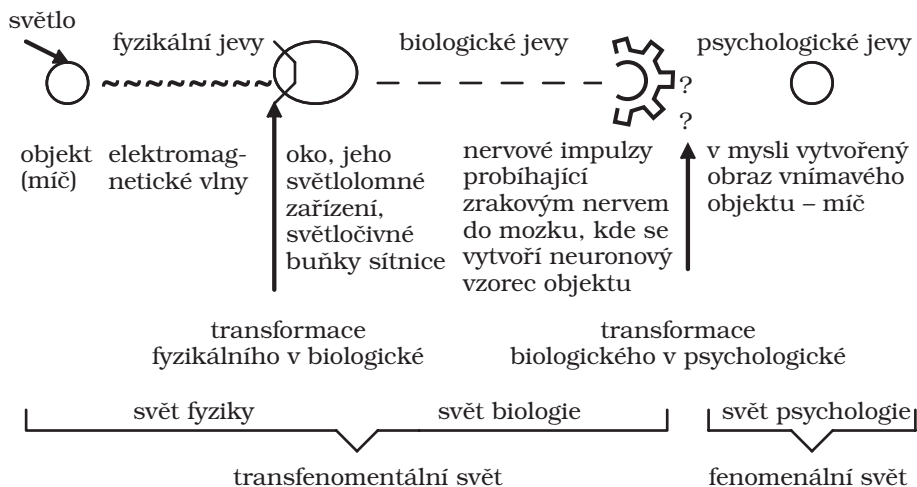 světlo
fyzikální jevy
biologické jevy
psychologické jevy
?
?
objekt
(míč)
elektromag-
netické vlny
oko, jeho
světlolomné
zařízení,
světločivné
buňky sítnice
nervové impulzy
probíhající
zrakovým nervem
do mozku, kde se
vytvoří neuronový
vzorec objektu
v mysli vytvořený
obraz vnímavého
objektu – míč
transformace
fyzikálního v biologické
transformace
biologického v psychologické
svět fyziky
svět biologie
svět psychologie
transfenomentální svět
fenomenální svět